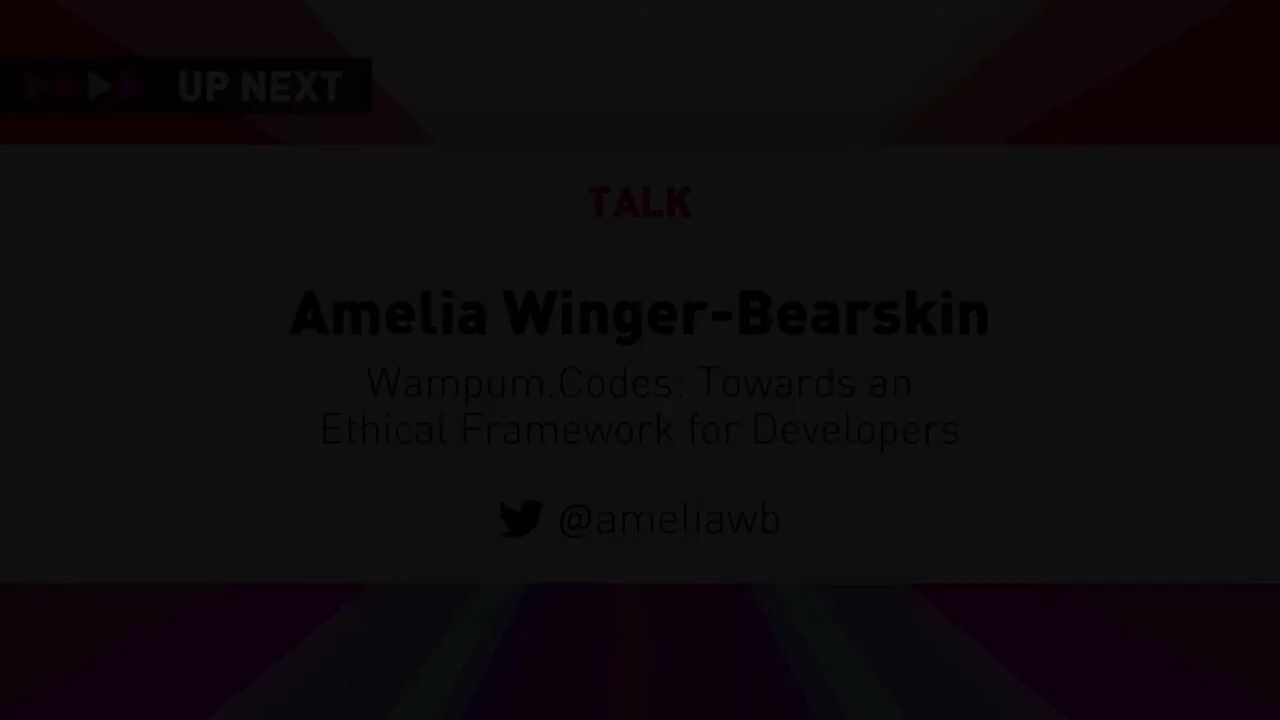 UP NEXT
TALK
Amelia Winger-Bearskin
Wampum.Codes: Towards an
Ethical Framework for Developers
@ameliawb